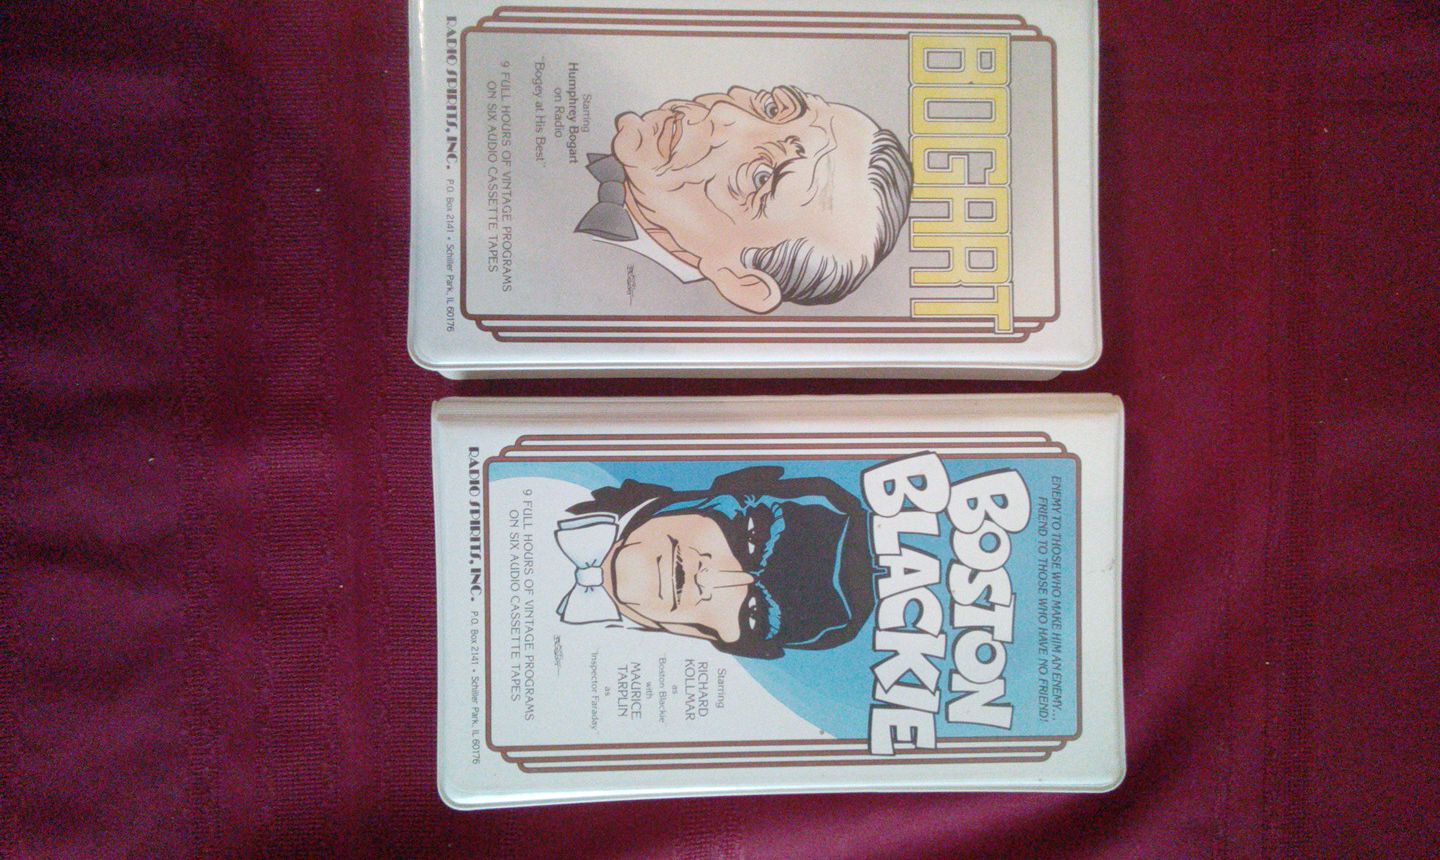 BOGART
Starring
Humphrey Bogart
on Radio
"Bogey at His Best"
9 FULL HOURS OF VINTAGE PROGRAMS
ON SIX AUDIO CASSETTE TAPES
RADIO SPIRITS, INC. P.O. Box 2141 • Schiller Park, IL 60176
ENEMY TO THOSE WHO MAKE HIM AN ENEMY...
FRIEND TO THOSE WHO HAVE NO FRIEND!
BOSTON
BLACKIE
Starring
RICHARD
KOLLMAR
as
"Boston Blackie"
with
MAURICE
TARPLIN
as
"Inspector Faraday"
9 FULL HOURS OF VINTAGE PROGRAMS
ON SIX AUDIO CASSETTE TAPES
RADIO SPIRITS, INC. P.O. Box 2141 • Schiller Park, IL 60176